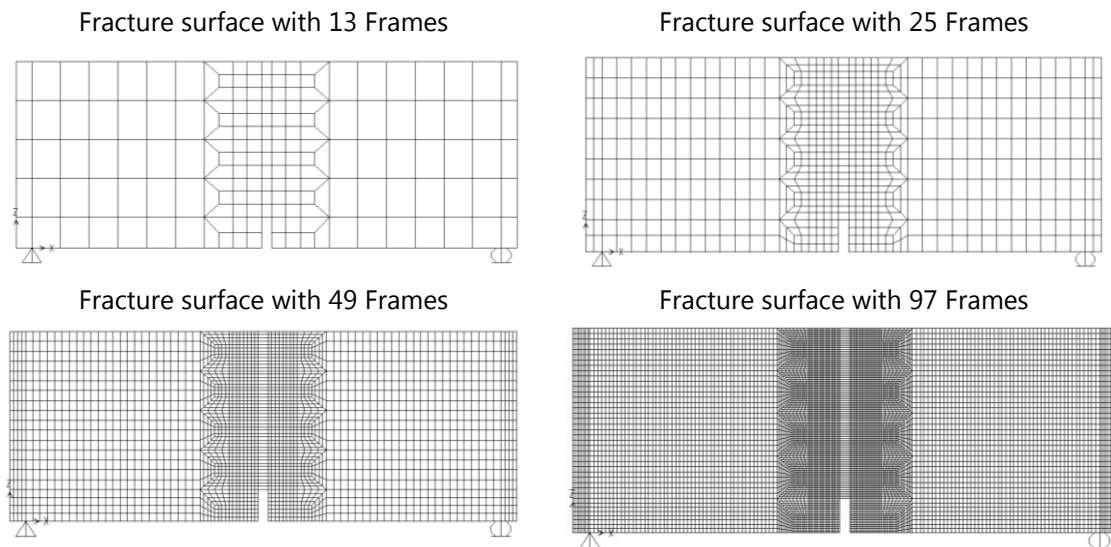 Fracture surface with 13 Frames
Fracture surface with 25 Frames
Z
X
Z
X
Fracture surface with 49 Frames
Fracture surface with 97 Frames
Z
X
Z
X